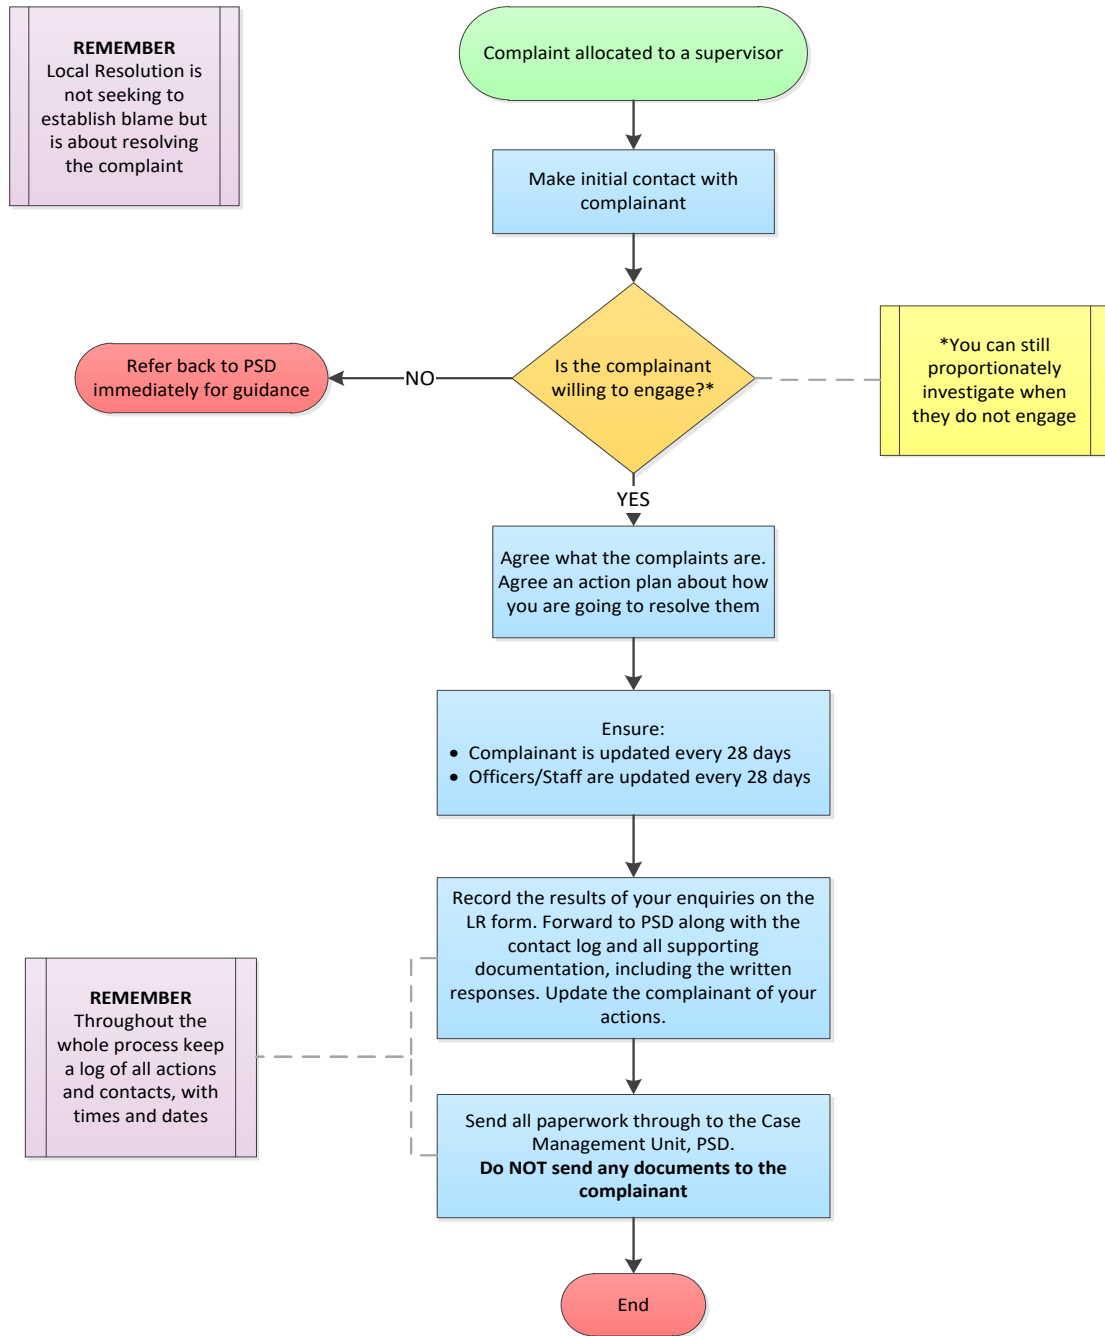 REMEMBER
Local Resolution is
not seeking to
establish blame but
is about resolving
the complaint
Complaint allocated to a supervisor
Make initial contact with
complainant
Is the complainant
willing to engage?*
NO
Refer back to PSD
immediately for guidance
*You can still
proportionately
investigate when
they do not engage
YES
Agree what the complaints are.
Agree an action plan about how
you are going to resolve them
Ensure:
• Complainant is updated every 28 days
• Officers/Staff are updated every 28 days
Record the results of your enquiries on the
LR form. Forward to PSD along with the
contact log and all supporting
documentation, including the written
responses. Update the complainant of your
actions.
REMEMBER
Throughout the
whole process keep
a log of all actions
and contacts, with
times and dates
Send all paperwork through to the Case
Management Unit, PSD.
Do NOT send any documents to the
complainant
End